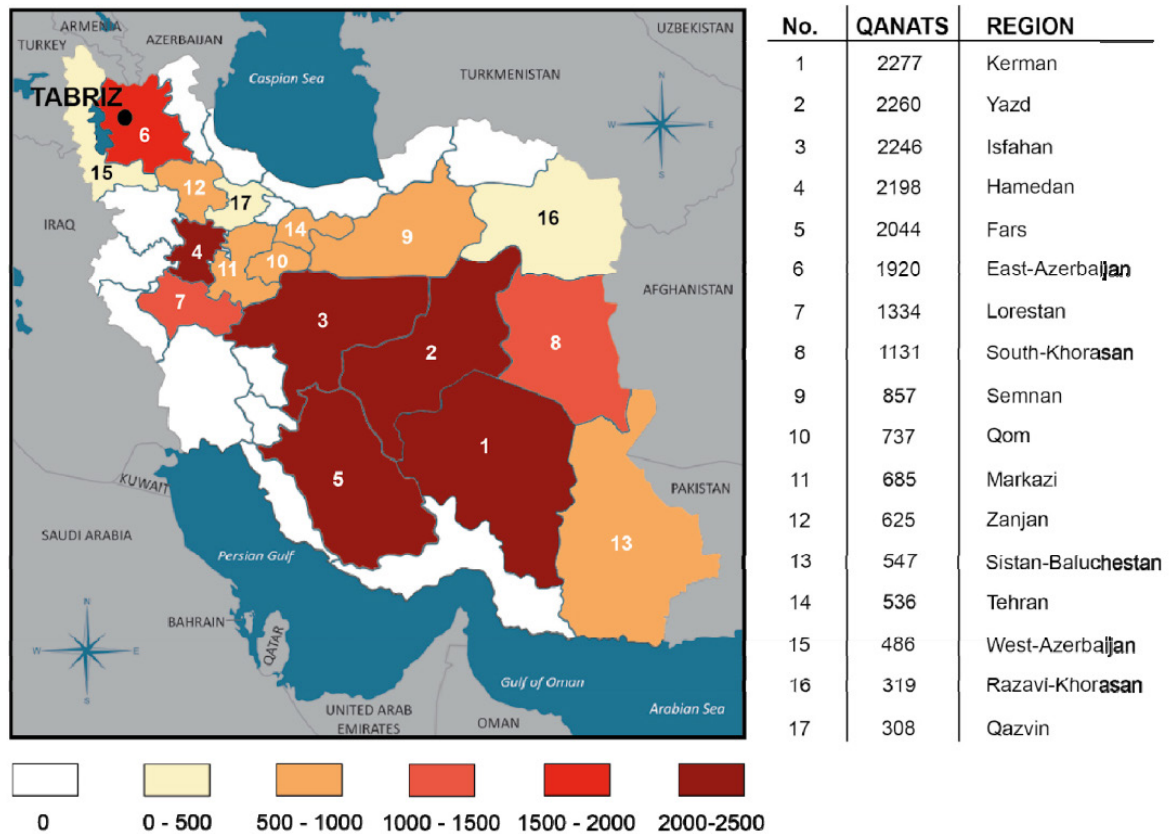 ARMENIA
TURKEY
AZERBAIJAN
UZBEKISTAN
Caspian Sea
TURKMENISTAN
N
W E
S
TABRIZ
6
15
12
17
16
IRAQ
14
4
9
11
10
AFGHANISTAN
7
3
8
2
1
5
KUWAIT
PAKISTAN
SAUDI ARABIA
13
Persian Gulf
N
W E
S
BAHRAIN
QATAR
Gulf of Oman
UNITED ARAB
EMIRATES
OMAN
Arabian Sea
0
0 - 500
500 - 1000
1000 - 1500
1500 - 2000
2000-2500
No. QANATS REGION
1 2277 Kerman
2 2260 Yazd
3 2246 Isfahan
4 2198 Hamedan
5 2044 Fars
6 1920 East-Azerbaijan
7 1334 Lorestan
8 1131 South-Khorasan
9 857 Semnan
10 737 Qom
11 685 Markazi
12 625 Zanjan
13 547 Sistan-Baluchestan
14 536 Tehran
15 486 West-Azerbaijan
16 319 Razavi-Khorasan
17 308 Qazvin